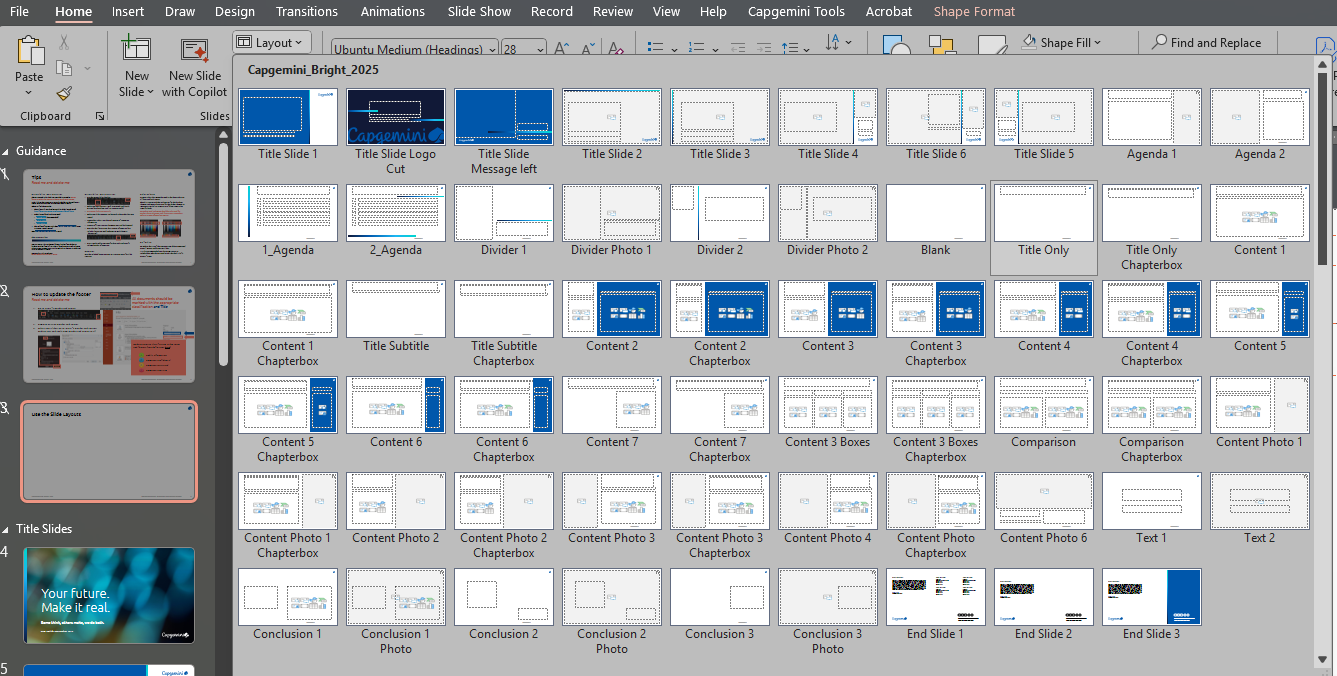 File Home Insert Draw Design Transitions Animations Slide Show Record Review View Help Capgemini Tools Acrobat Shape Format
Paste
Clipboard
New Slide
New Slide with Copilot
Slides
Layout
Ubuntu Medium (Headings) 28
Shape Fill
Find and Replace
Guidance
1
Tips
2
How to update the footer
3
Use the Slide Layouts
Title Slides
4
Your future.
Make it real.
Capgemini
5
Capgemini
Capgemini_Bright_2025
Capgemini
Title Slide 1
Title Slide Logo Cut
Title Slide Message left
Title Slide 2
Title Slide 3
Title Slide 4
Title Slide 6
Title Slide 5
Agenda 1
Agenda 2
1_Agenda
2_Agenda
Divider 1
Divider Photo 1
Divider 2
Divider Photo 2
Blank
Title Only
Title Only Chapterbox
Content 1
Content 1 Chapterbox
Title Subtitle
Title Subtitle Chapterbox
Content 2
Content 2 Chapterbox
Content 3
Content 3 Chapterbox
Content 4
Content 4 Chapterbox
Content 5
Content 5 Chapterbox
Content 6
Content 6 Chapterbox
Content 7
Content 7 Chapterbox
Content 3 Boxes
Content 3 Boxes Chapterbox
Comparison
Comparison Chapterbox
Content Photo 1
Content Photo 1 Chapterbox
Content Photo 2
Content Photo 2 Chapterbox
Content Photo 3
Content Photo 3 Chapterbox
Content Photo 4
Content Photo Chapterbox
Content Photo 6
Text 1
Text 2
Conclusion 1
Conclusion 1 Photo
Conclusion 2
Conclusion 2 Photo
Conclusion 3
Conclusion 3 Photo
End Slide 1
End Slide 2
End Slide 3